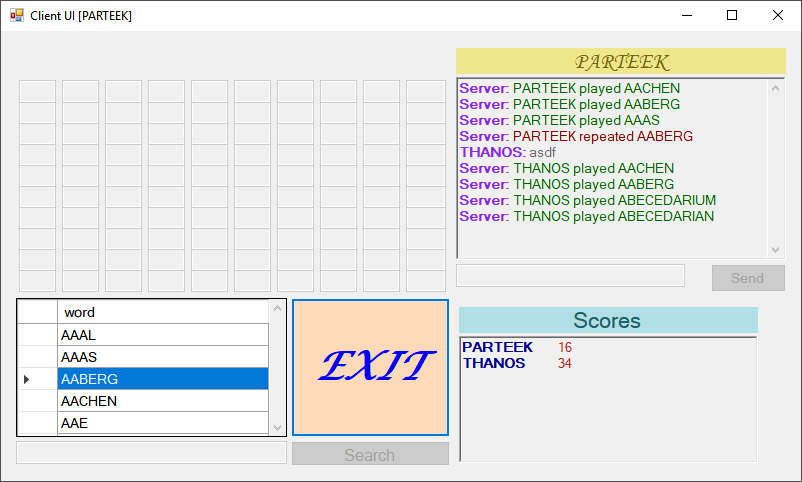 Client UI [PARTEEK]
PARTEEK
Server: PARTEEK played AACHEN
Server: PARTEEK played AABERG
Server: PARTEEK played AAAS
Server: PARTEEK repeated AABERG
THANOS: asdf
Server: THANOS played AACHEN
Server: THANOS played AABERG
Server: THANOS played ABECEDARIUM
Server: THANOS played ABECEDARIAN
Send
word
AAAL
AAAS
AABERG
AACHEN
AAE
EXIT
Search
Scores
PARTEEK 16
THANOS 34